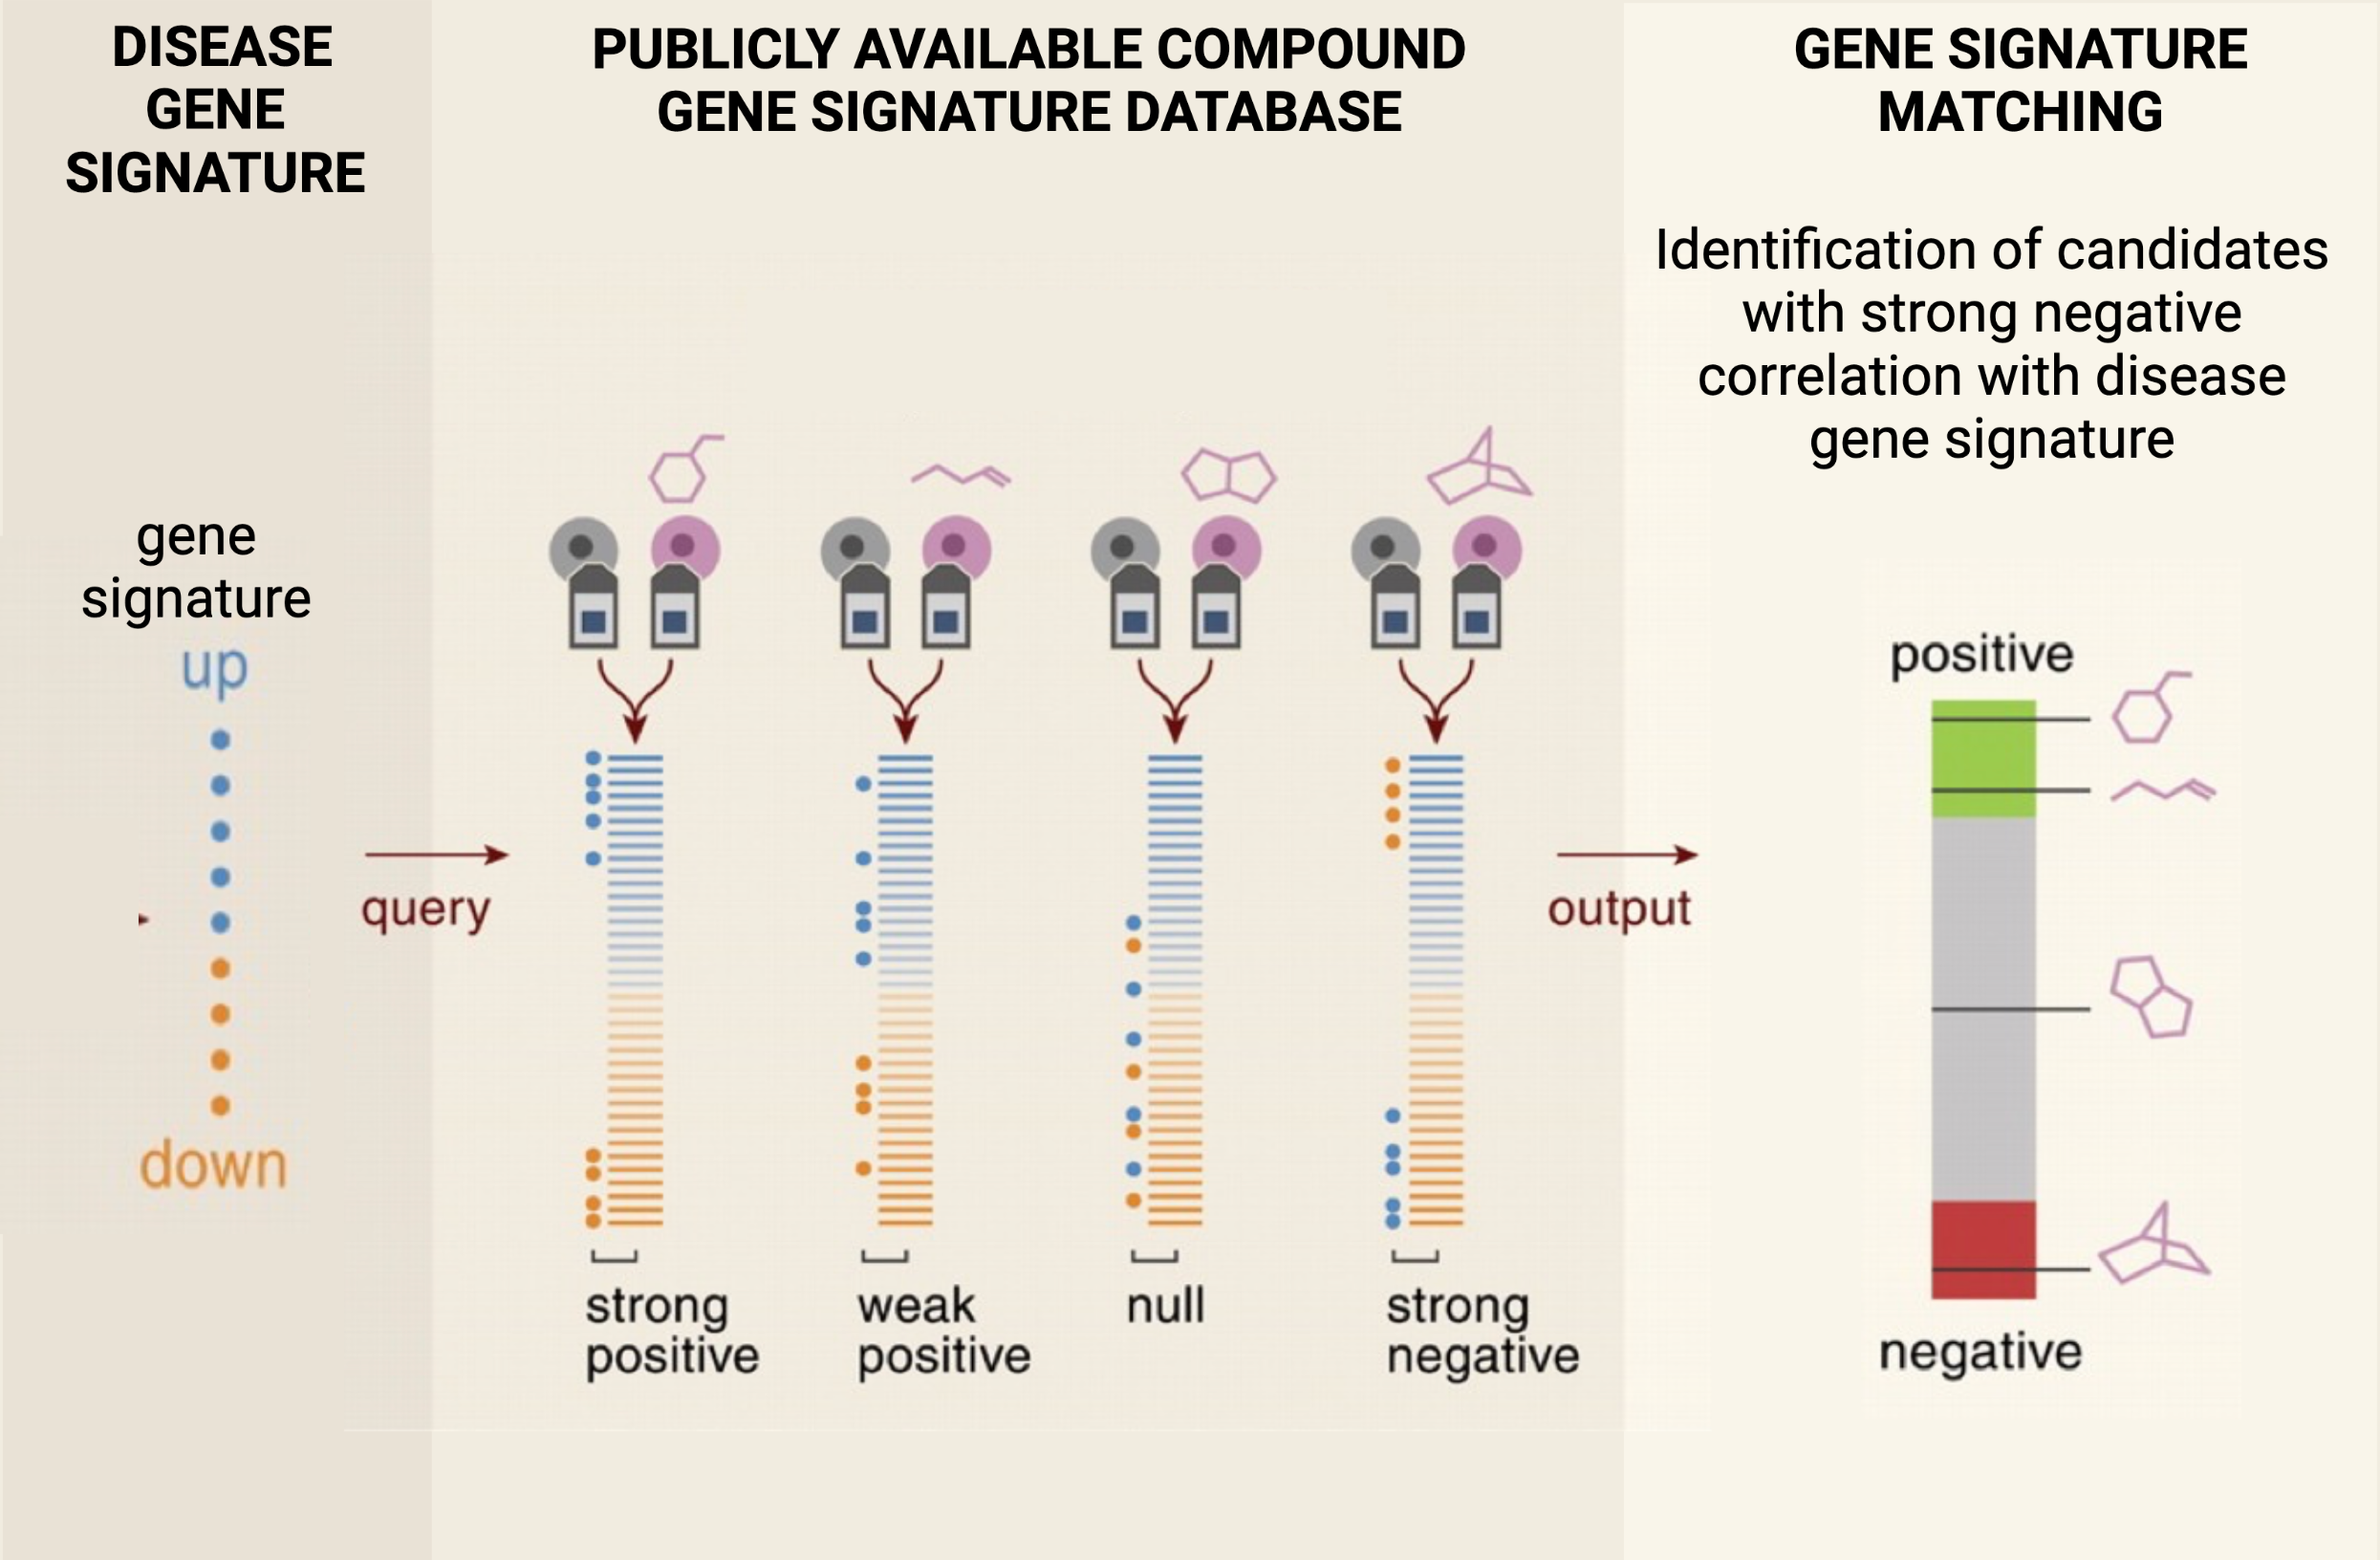 DISEASE
GENE
SIGNATURE
PUBLICLY AVAILABLE COMPOUND
GENE SIGNATURE DATABASE
GENE SIGNATURE
MATCHING
Identification of candidates
with strong negative
correlation with disease
gene signature
gene
signature
up
down
query
strong
positive
weak
positive
null
strong
negative
output
positive
negative